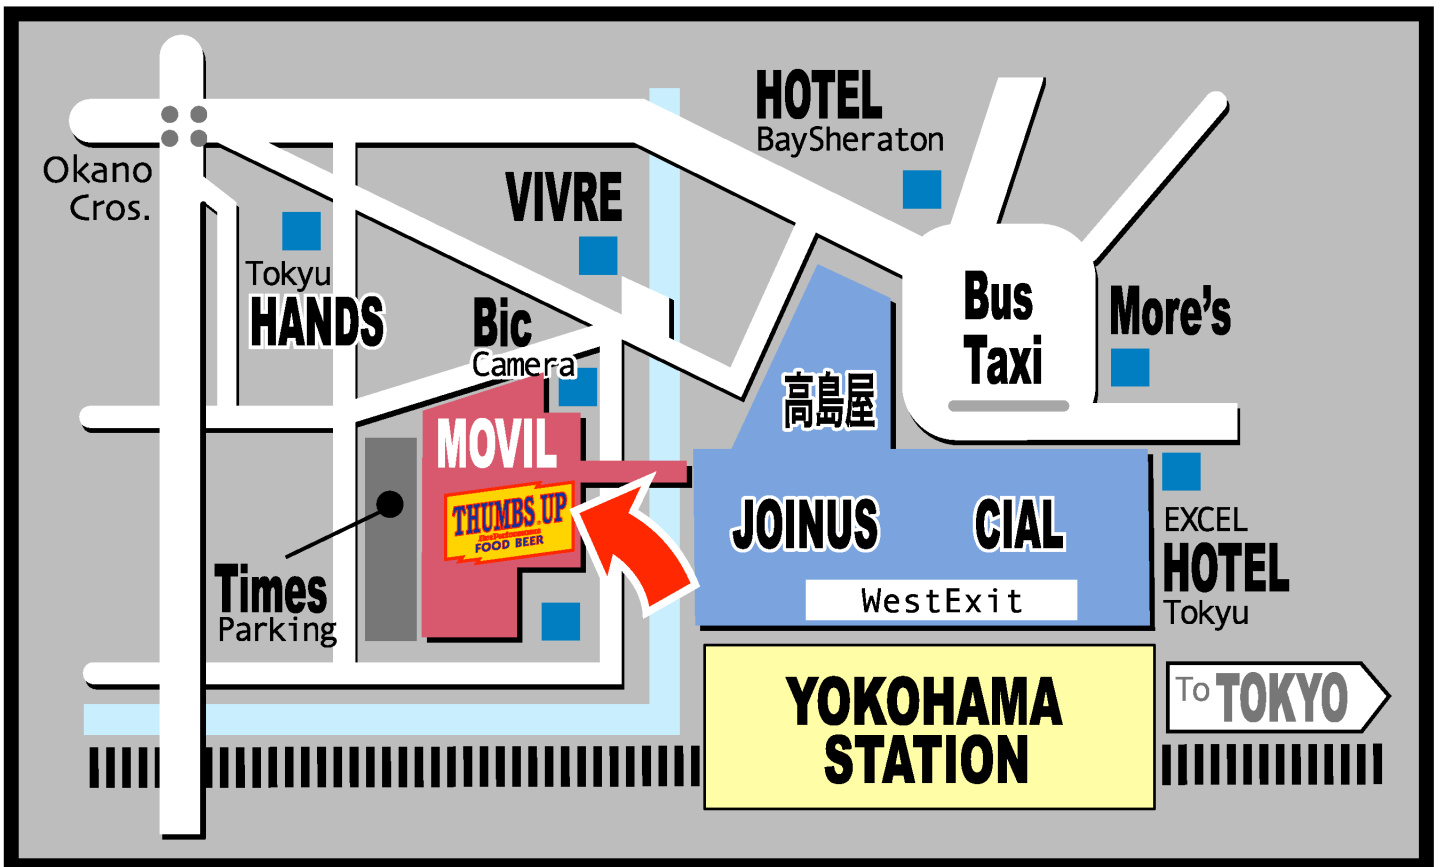 HOTEL
BaySheraton
Okano
Cros.
VIVRE
Tokyu
HANDS
Bic
Camera
Bus
Taxi
More's
高島屋
MOVIL
THUMBS UP
FOOD BEER
JOINUS
CIAL
WestExit
EXCEL
HOTEL
Tokyu
Times
Parking
YOKOHAMA
STATION
To TOKYO